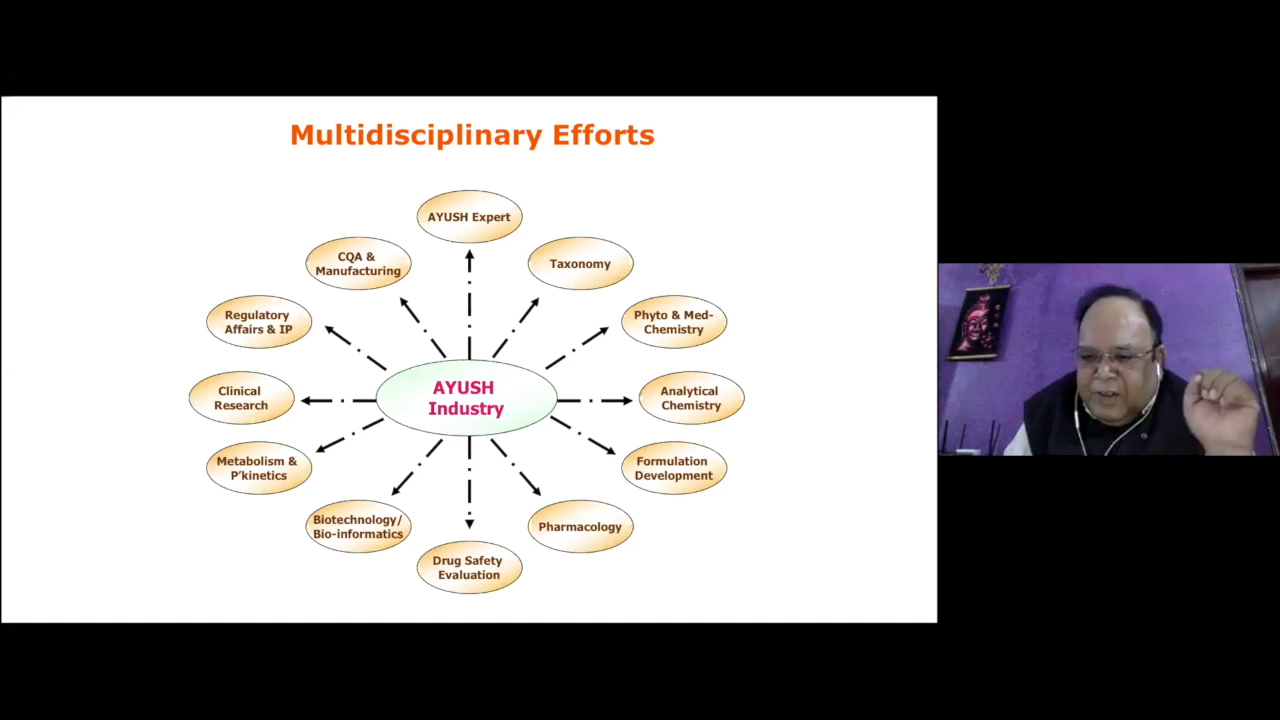 Multidisciplinary Efforts
AYUSH Expert
CQA &
Manufacturing
Taxonomy
Regulatory
Affairs & IP
Phyto & Med-
Chemistry
AYUSH
Industry
Clinical
Research
Analytical
Chemistry
Metabolism &
P'kinetics
Formulation
Development
Biotechnology/
Bio-informatics
Pharmacology
Drug Safety
Evaluation